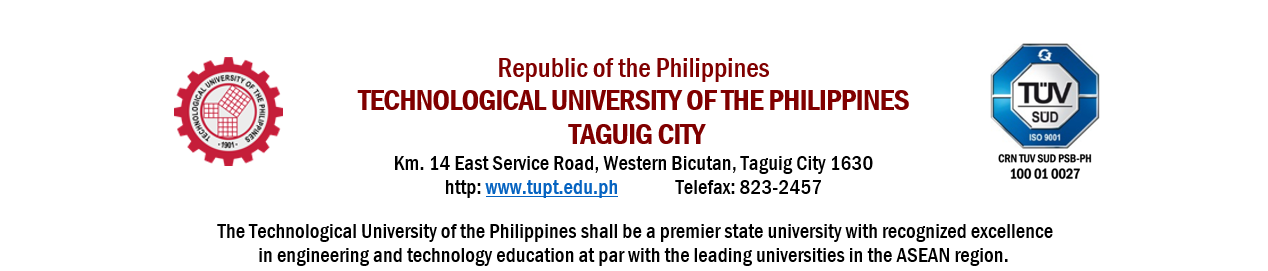 TECHNOLOGICAL UNIVERSITY OF THE PHILIPPINES
- 1901 -
Republic of the Philippines
TECHNOLOGICAL UNIVERSITY OF THE PHILIPPINES
TAGUIG CITY
Km. 14 East Service Road, Western Bicutan, Taguig City 1630
http: www.tupt.edu.ph Telefax: 823-2457
TÜV
SÜD
ISO 9001
CRN TUV SUD PSB-PH
100 01 0027
The Technological University of the Philippines shall be a premier state university with recognized excellence
in engineering and technology education at par with the leading universities in the ASEAN region.